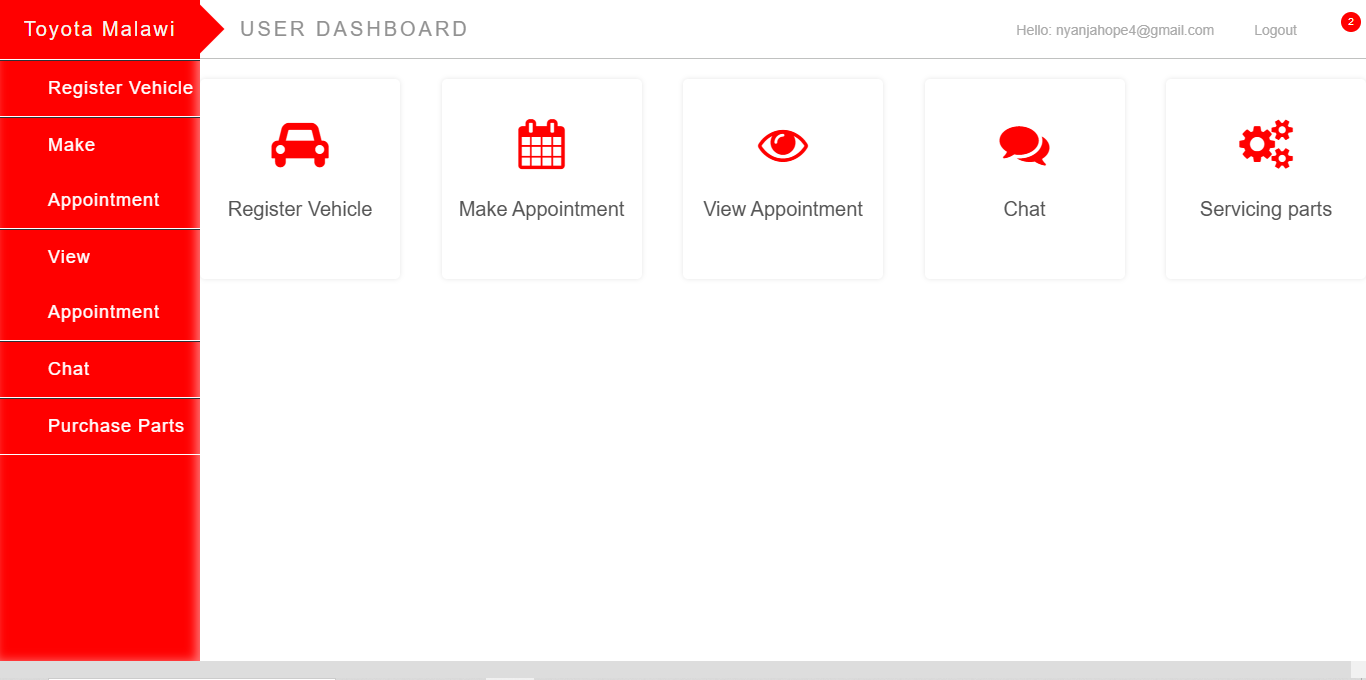 Toyota Malawi
USER DASHBOARD
Hello: nyanjahope4@gmail.com
Logout
2
Register Vehicle
Make
Appointment
View
Appointment
Chat
Purchase Parts
Register Vehicle
Make Appointment
View Appointment
Chat
Servicing parts